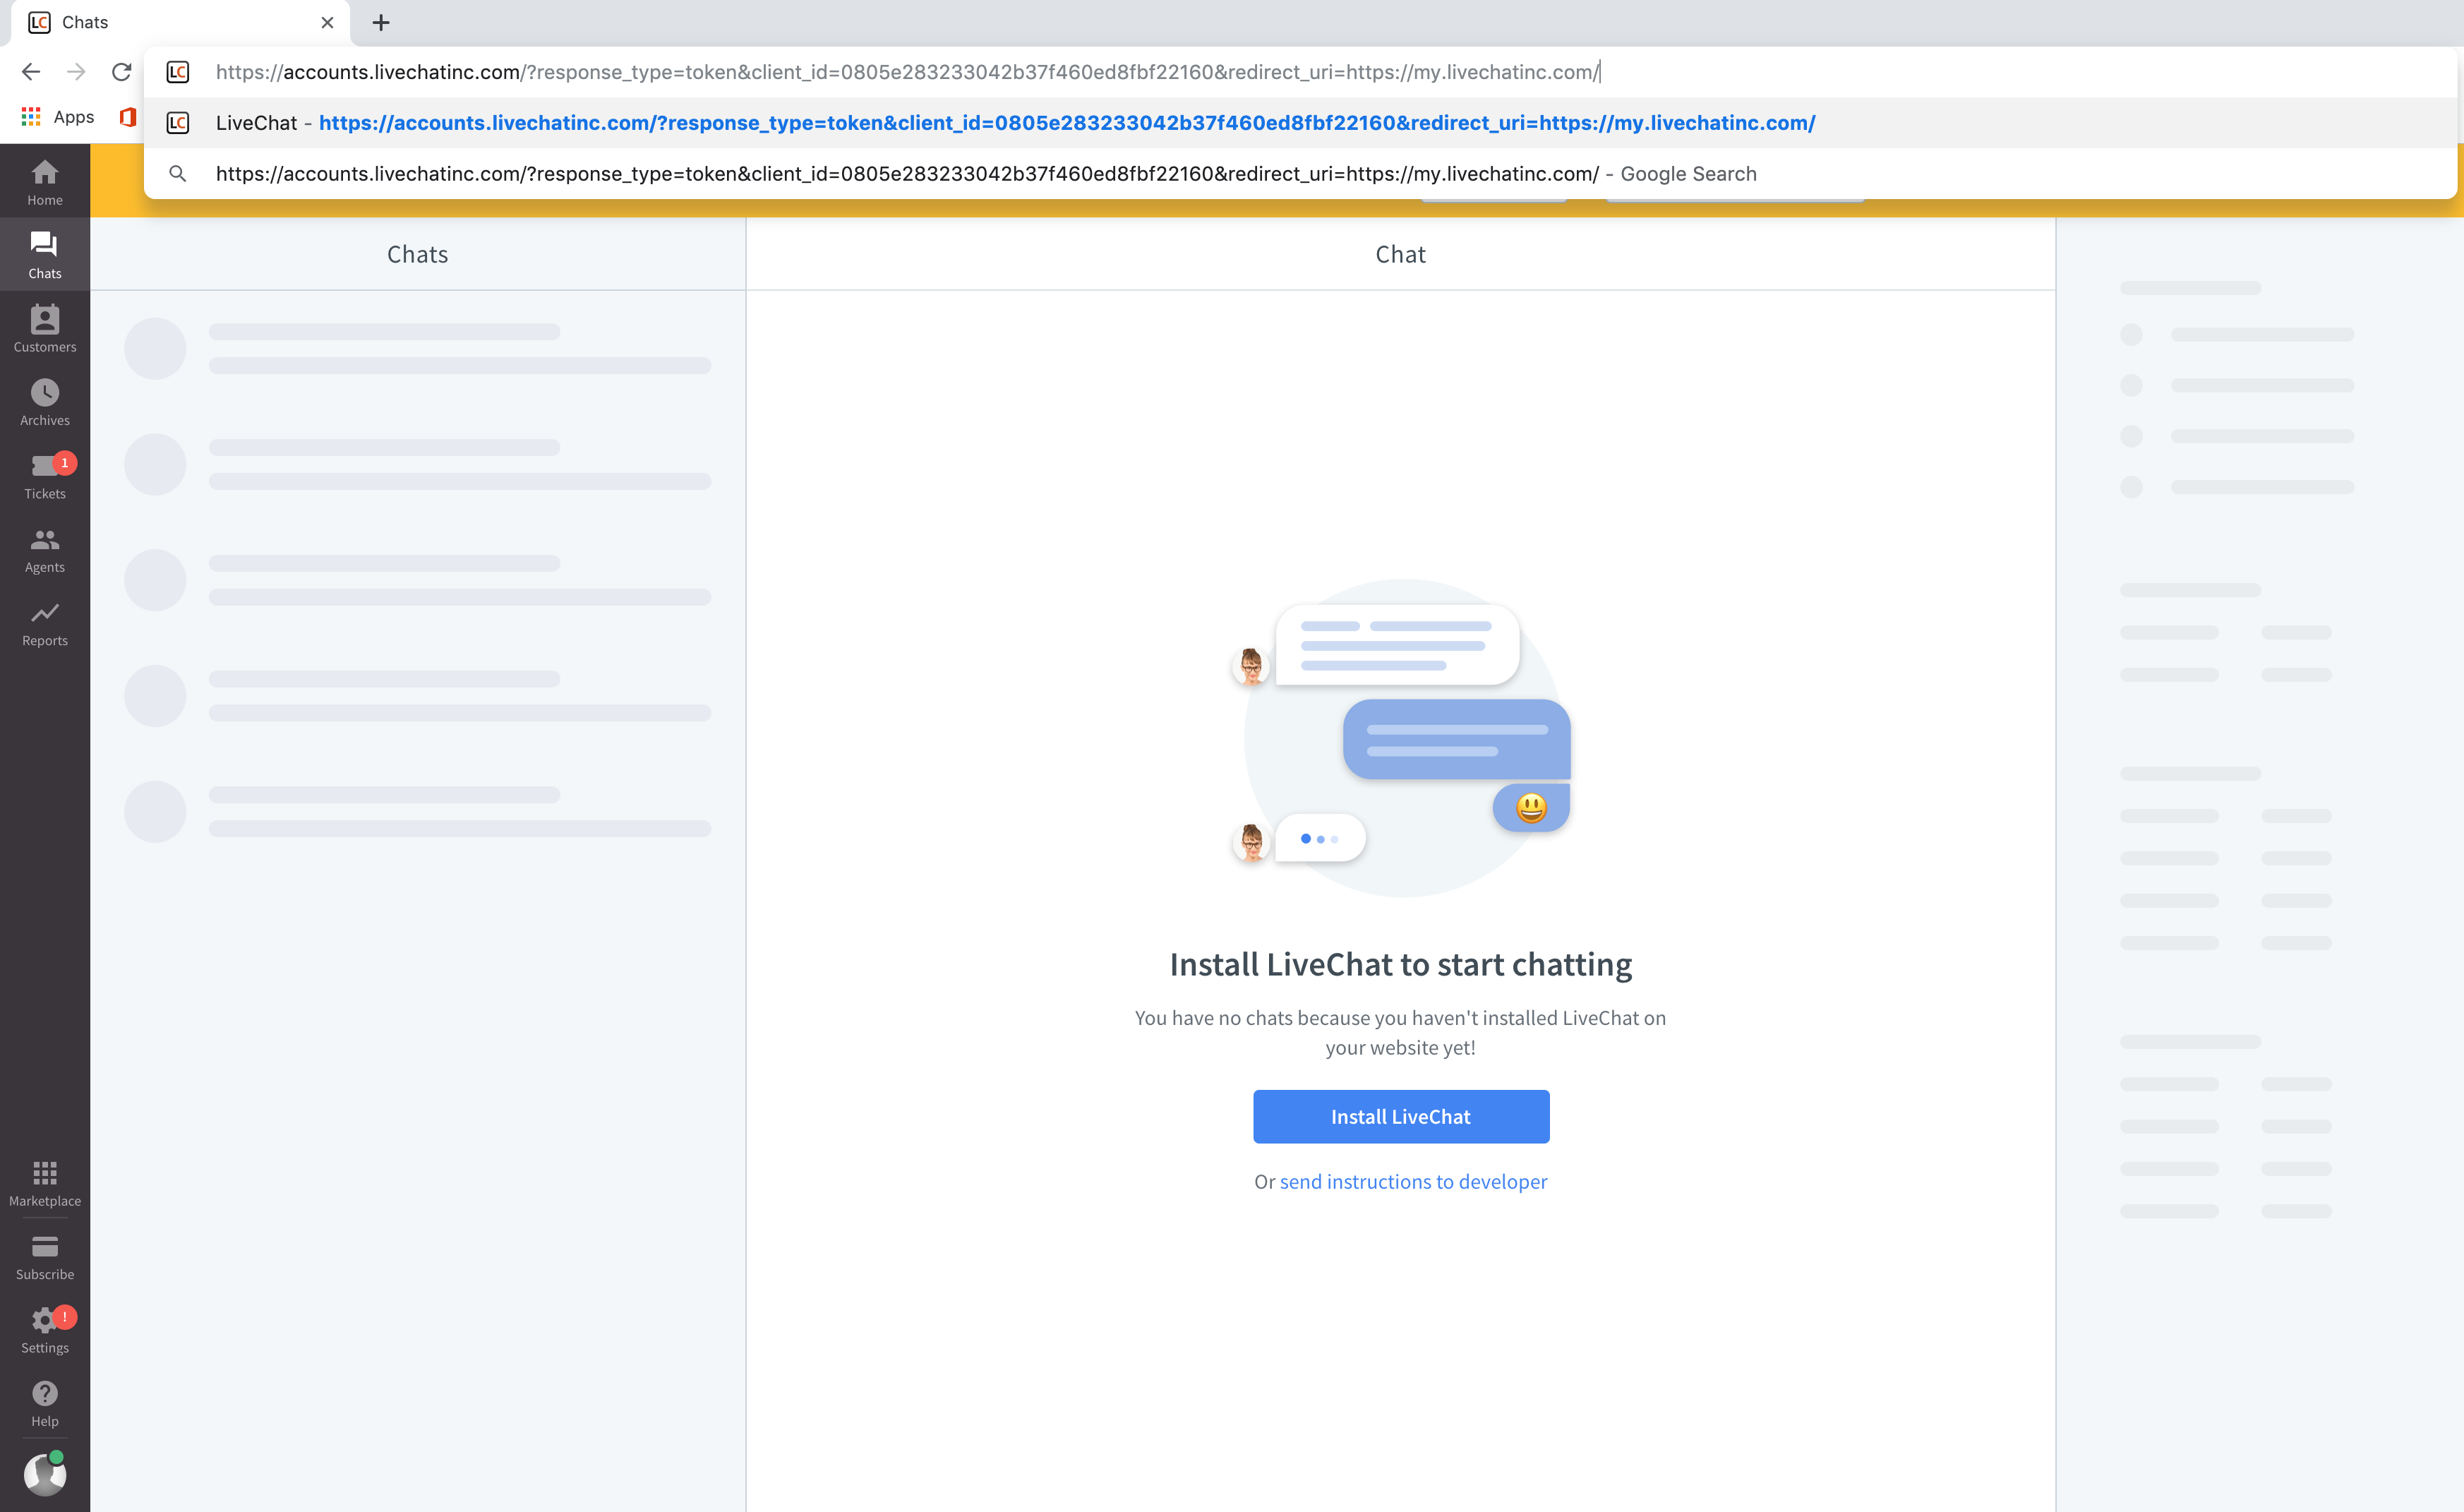 LC Chats
LC https://accounts.livechatinc.com/?response_type=token&client_id=0805e283233042b37f460ed8fbf22160&redirect_uri=https://my.livechatinc.com/
Apps
LC LiveChat - https://accounts.livechatinc.com/?response_type=token&client_id=0805e283233042b37f460ed8fbf22160&redirect_uri=https://my.livechatinc.com/
https://accounts.livechatinc.com/?response_type=token&client_id=0805e283233042b37f460ed8fbf22160&redirect_uri=https://my.livechatinc.com/ - Google Search
Home
Chats
Customers
Archives
1
Tickets
Agents
Reports
Marketplace
Subscribe
!
Settings
?
Help
Chats
Chat
Install LiveChat to start chatting
You have no chats because you haven't installed LiveChat on
your website yet!
Install LiveChat
Or send instructions to developer